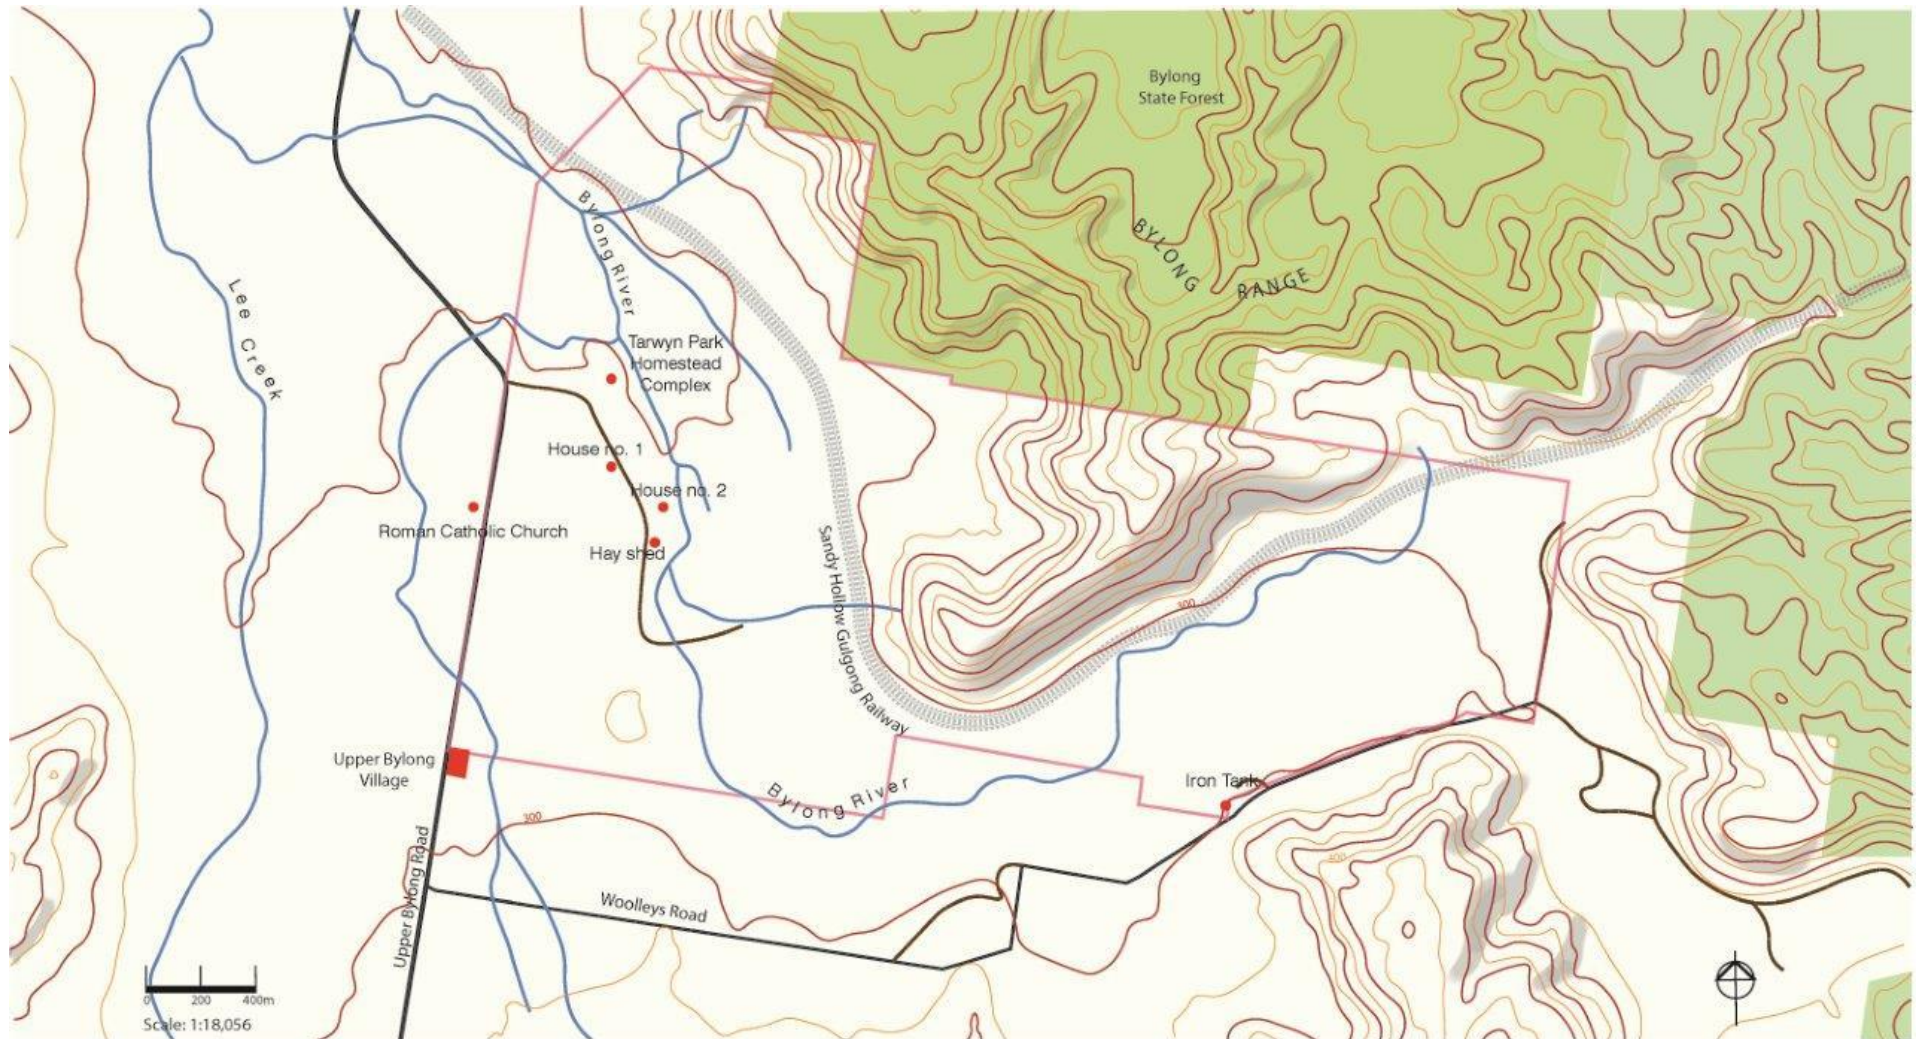 Bylong
State Forest
BYLONG
RANGE
Bylong River
Lee Creek
Tarwyn Park
Homestead
Complex
House no. 1
House no. 2
Roman Catholic Church
Hay shed
Sandy Hollow Gulgong Railway
300
Upper Bylong
Village
Bylong River
Iron Tank
300
400
Upper Bylong Road
Woolleys Road
0 200 400m
Scale: 1:18,056